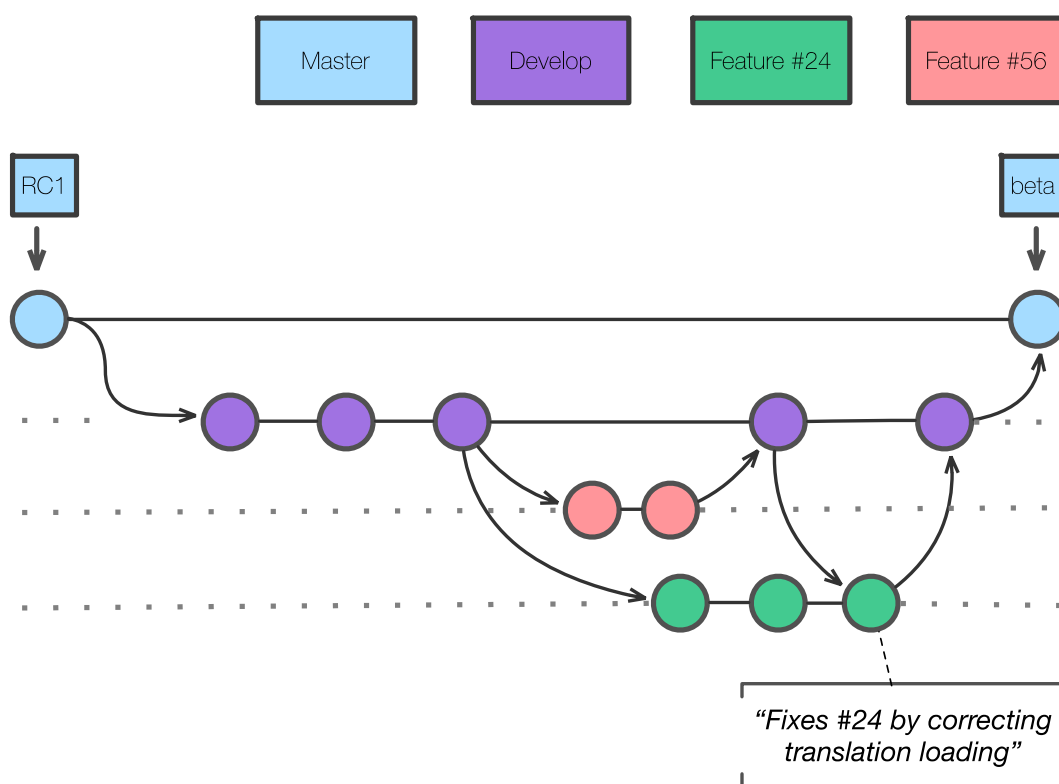 Master
Develop
Feature #24
Feature #56
RC1
beta
“Fixes #24 by correcting
translation loading”